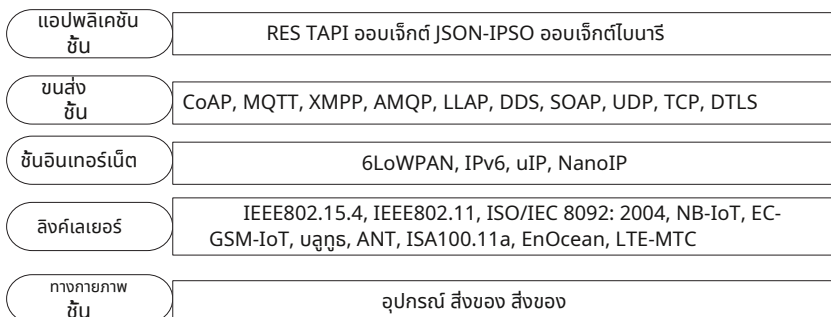 แอปพลิเคชัน
ชั้น
RES TAPI ออบเจ็กต์ JSON-IPSO ออบเจ็กต์ไบนารี
ขนส่ง
ชั้น
CoAP, MQTT, XMPP, AMQP, LLAP, DDS, SOAP, UDP, TCP, DTLS
ชั้นอินเทอร์เน็ต
6LoWPAN, IPv6, uIP, NanoIP
ลิงค์เลเยอร์
IEEE802.15.4, IEEE802.11, ISO/IEC 8092: 2004, NB-IoT, EC-
GSM-IoT, บลูทูธ, ANT, ISA100.11a, EnOcean, LTE-MTC
ทางกายภาพ
ชั้น
อุปกรณ์ สิ่งของ สิ่งของ